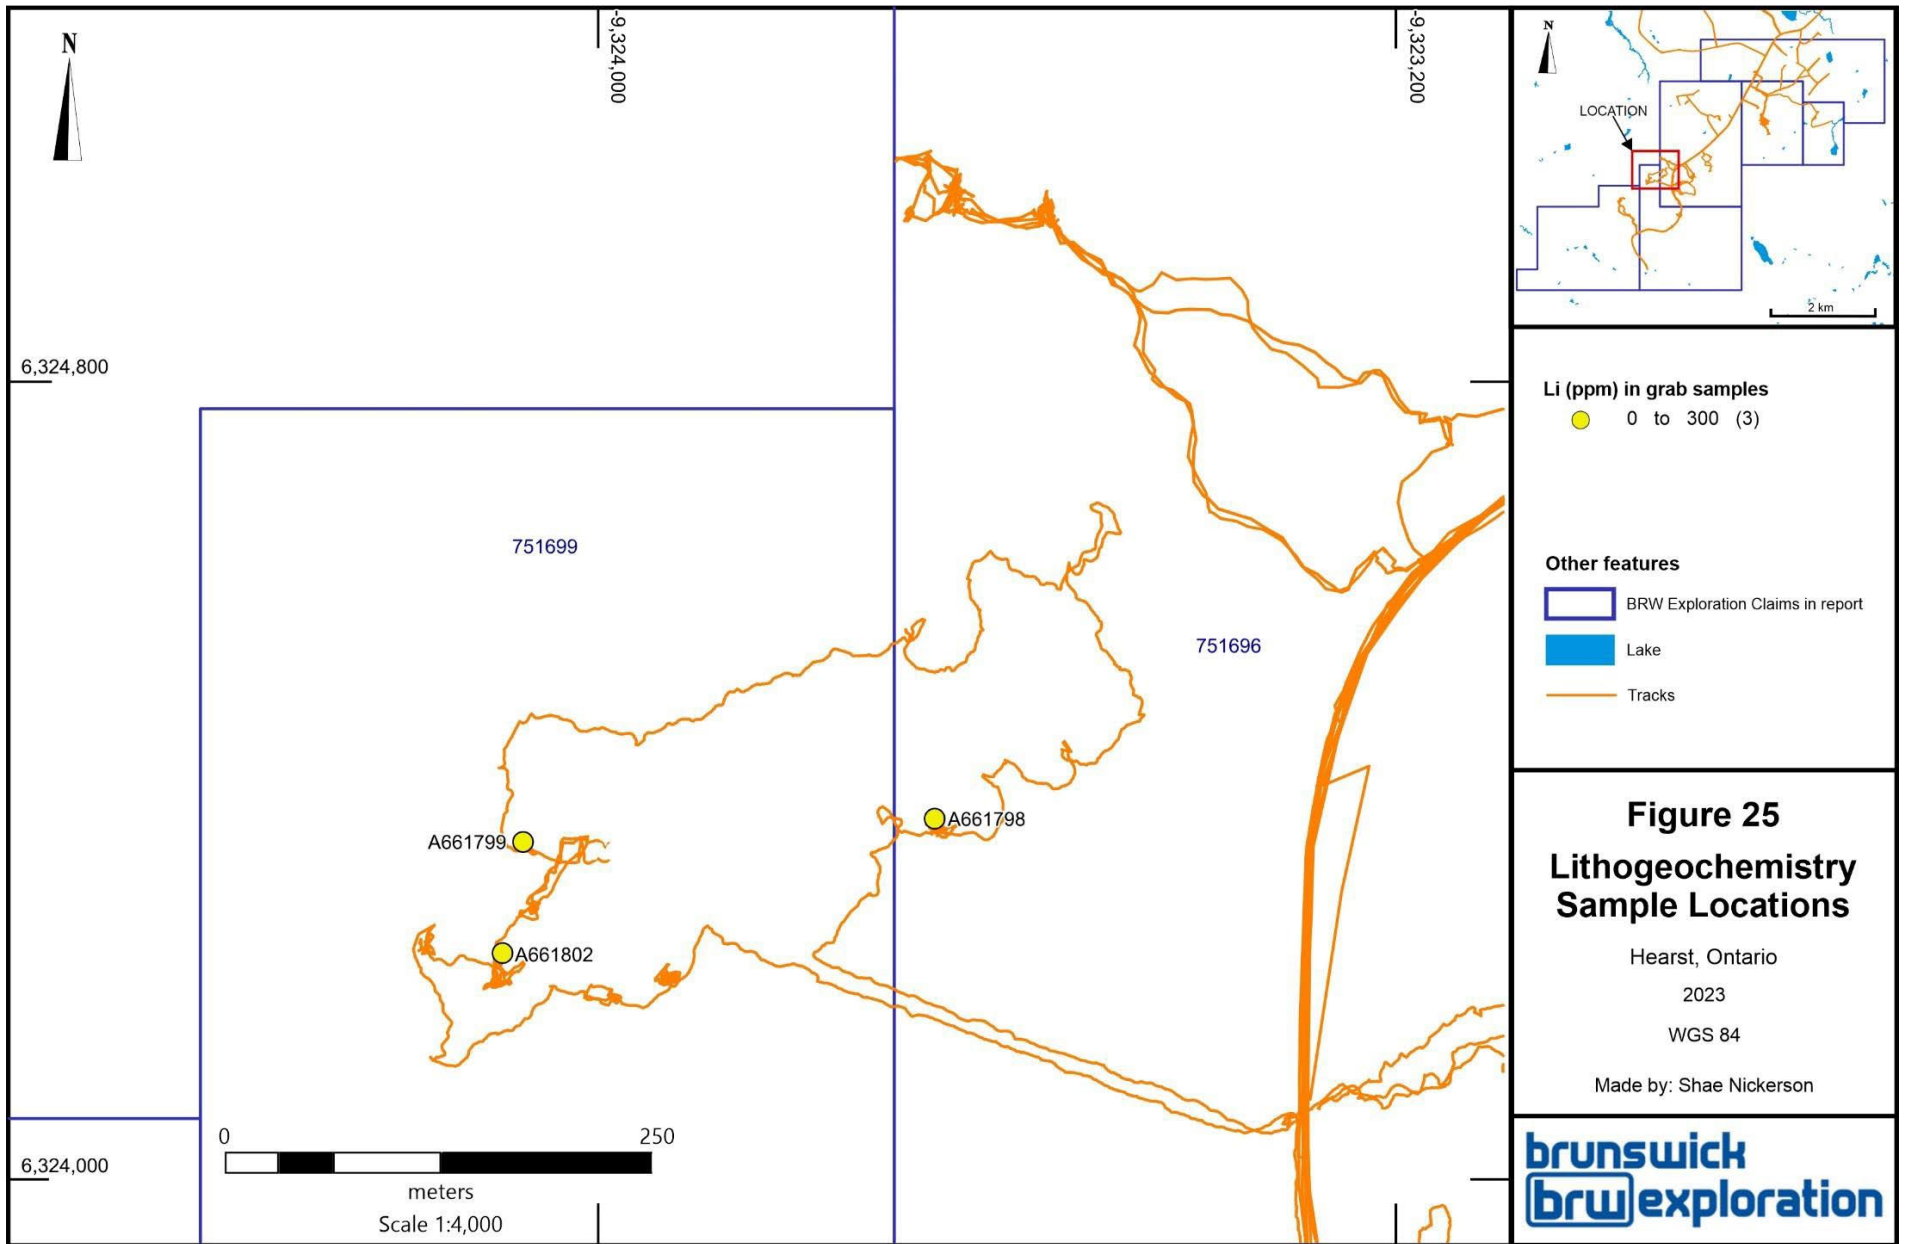 N
-9,324,000
-9,323,200
6,324,800
751699
751696
A661798
A661799
A661802
6,324,000
0 250
meters
Scale 1:4,000
N
LOCATION
2 km
Li (ppm) in grab samples
0 to 300 (3)
Other features
BRW Exploration Claims in report
Lake
Tracks
Figure 25
Lithogeochemistry
Sample Locations
Hearst, Ontario
2023
WGS 84
Made by: Shae Nickerson
brunswick
brw exploration